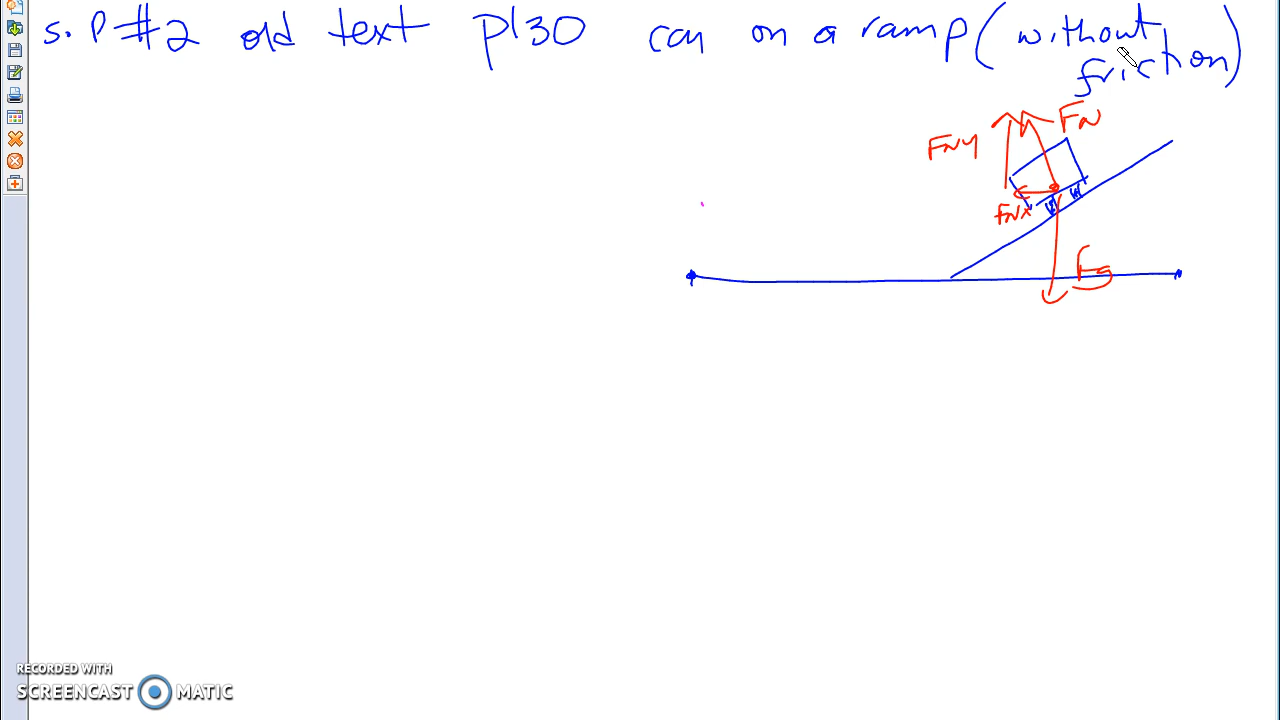 s. P #2 old text p130 car on a ramp (without
friction)
FN
FNy
FNx
Fg
RECORDED WITH
SCREENCAST MATIC